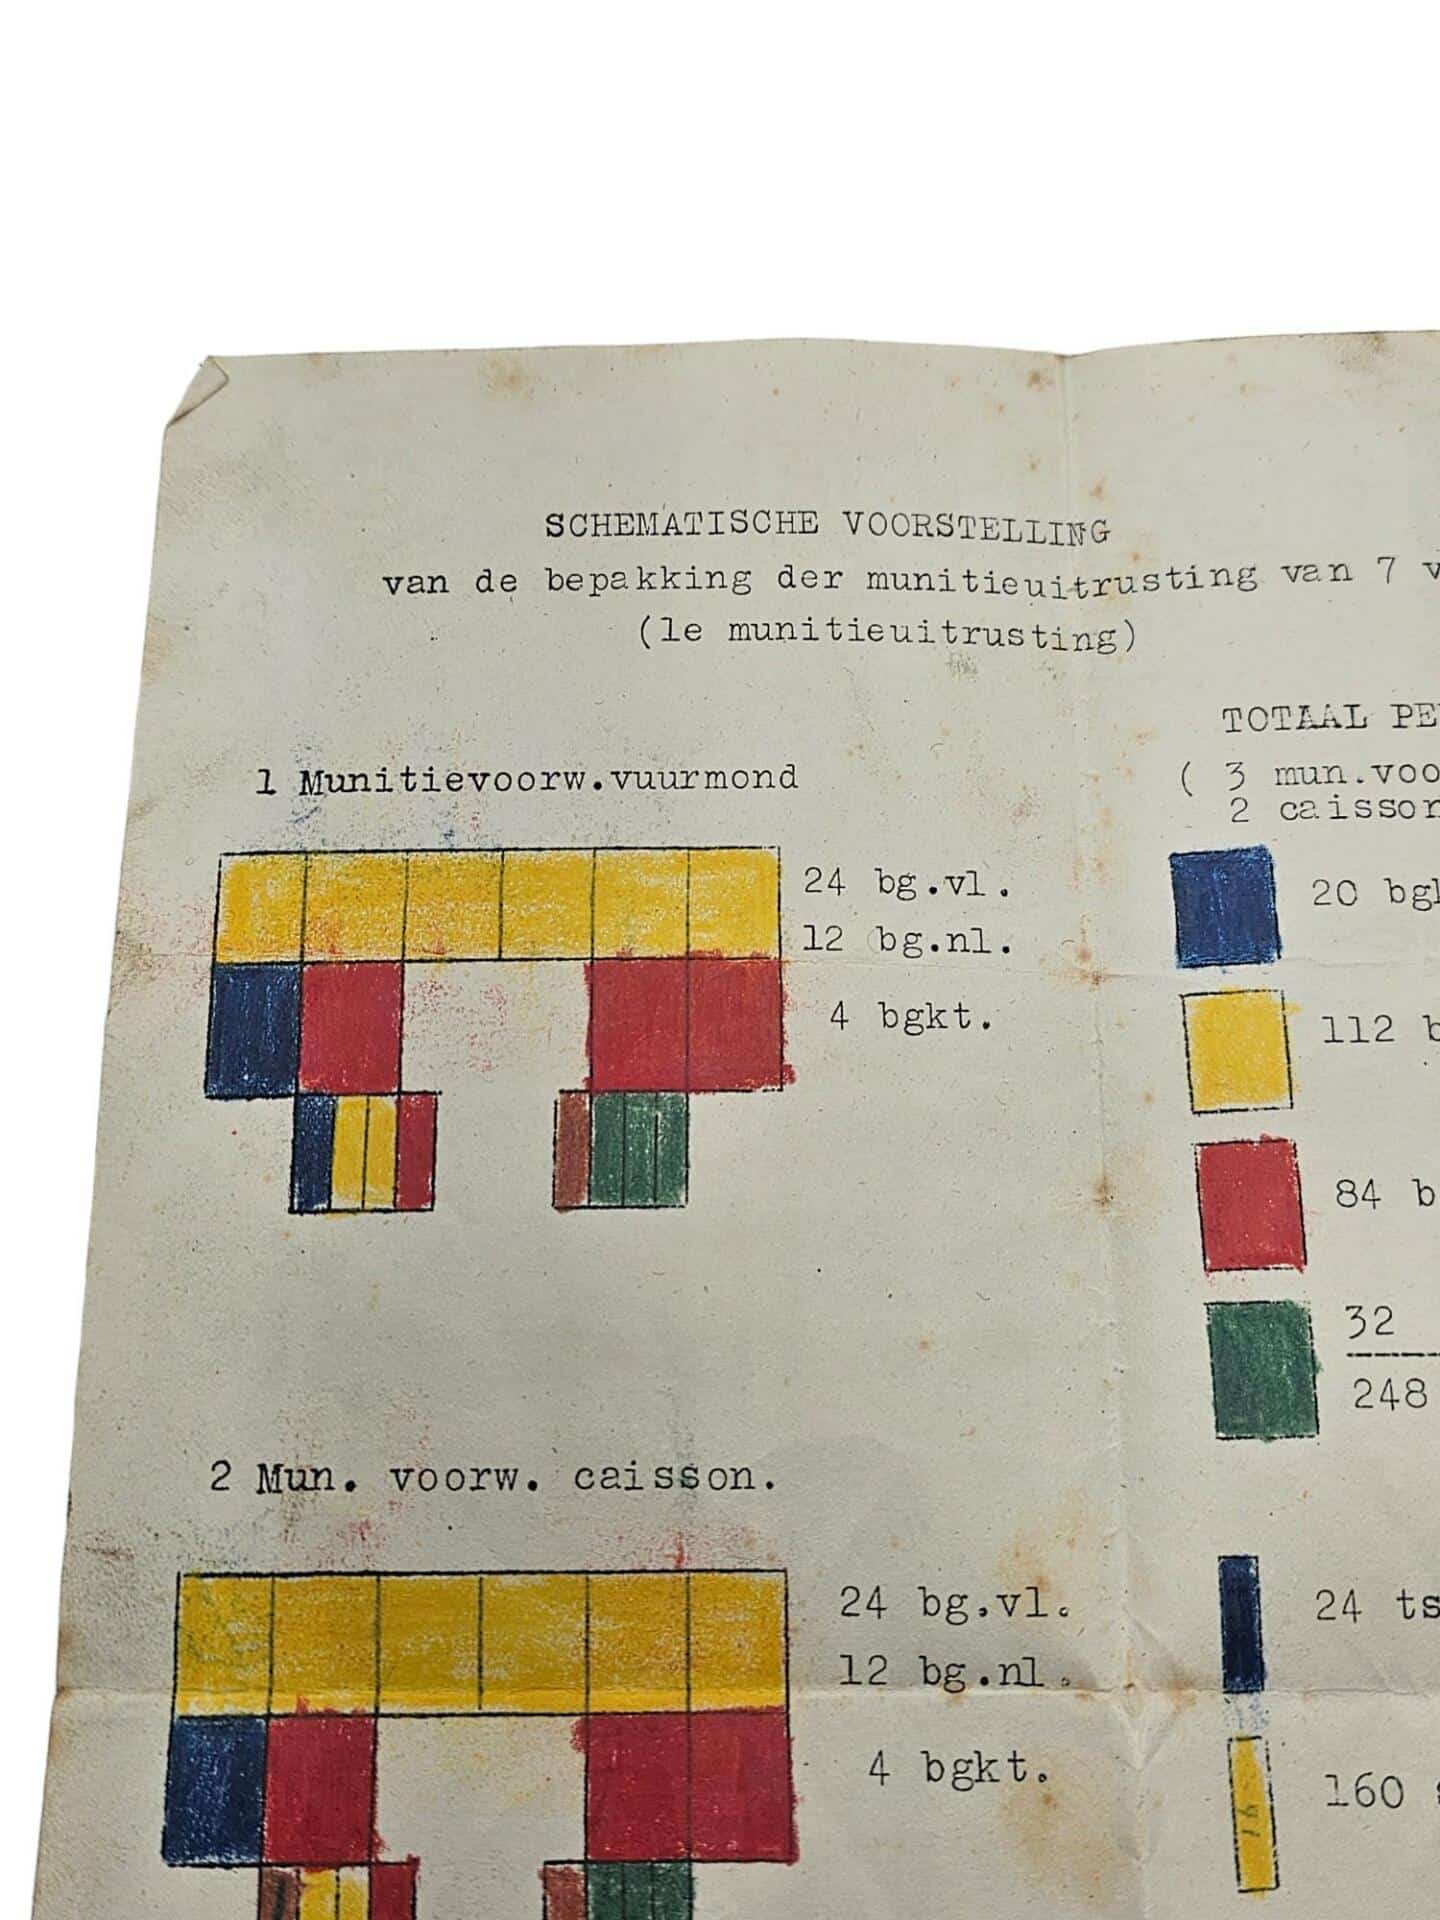 SCHEMATISCHE VOORSTELLING
van de bepakking der munitieuitrusting van 7 v
(1e munitieuitrusting)
1 Munitievoorw.vuurmond
24 bg.vl.
12 bg.nl.
4 bgkt.
2 Mun. voorw. caisson.
24 bg.vl.
12 bg.nl.
4 bgkt.
TOTAAL PE
( 3 mun.voo
2 caisson
20 bgk
112 b
84 b
32
248
24 ts
160